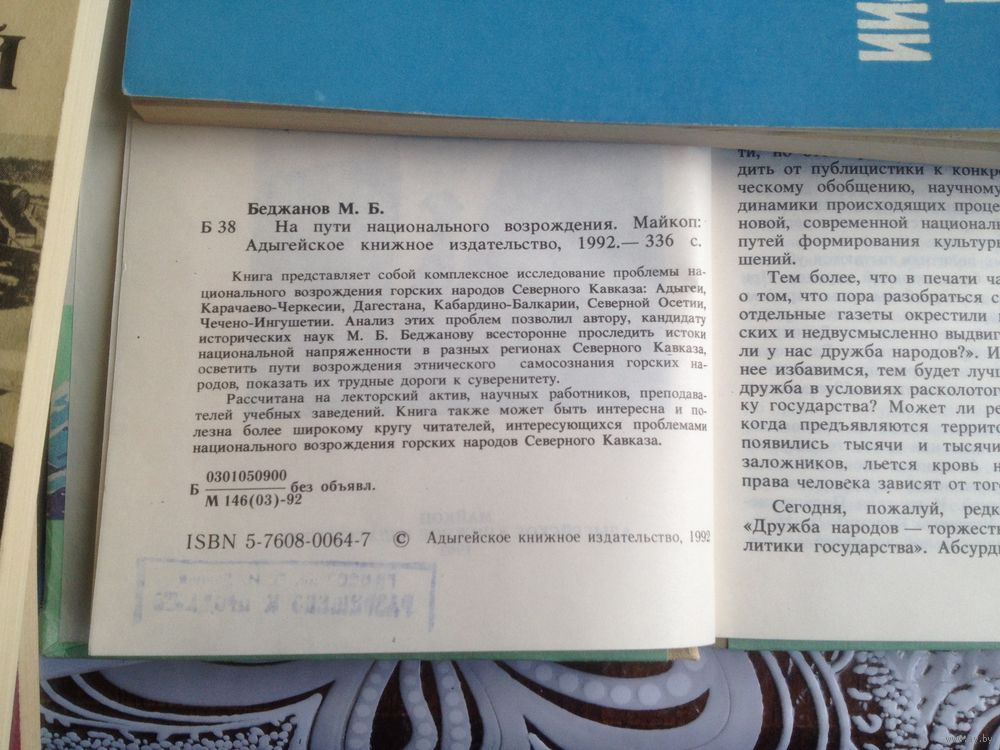 Беджанов М. Б.
Б 38 На пути национального возрождения. Майкоп:
Адыгейское книжное издательство, 1992.— 336 с.
Книга представляет собой комплексное исследование проблемы на-
ционального возрождения горских народов Северного Кавказа: Адыгеи,
Карачаево-Черкесии, Дагестана, Кабардино-Балкарии, Северной Осетии,
Чечено-Ингушетии. Анализ этих проблем позволил автору, кандидату
исторических наук М. Б. Беджанову всесторонне проследить истоки
национальной напряженности в разных регионах Северного Кавказа,
осветить пути возрождения этнического самосознания горских на-
родов, показать их трудные дороги к суверенитету.
Рассчитана на лекторский актив, научных работников, преподава-
телей учебных заведений. Книга также может быть интересна и по-
лезна более широкому кругу читателей, интересующихся проблемами
национального возрождения горских народов Северного Кавказа.
0301050900
Б без объявл.
М 146(03)-92
ISBN 5-7608-0064-7 © Адыгейское книжное издательство, 1992
дить от публицистики к конкре
ческому обобщению, научному
динамики происходящих проце
новой, современной националь
путей формирования культуры
шений.
Тем более, что в печати ча
о том, что пора разобраться с
отдельные газеты окрестили
ских и недвусмысленно выдвиг
ли у нас дружба народов?». И
нее избавимся, тем будет лучш
дружба в условиях расколотог
ку государства? Может ли ре
когда предъявляются территор
появились тысячи и тысячи
заложников, льется кровь н
права человека зависят от того
Сегодня, пожалуй, редк
«Дружба народов — торжест
литики государства». Абсурд
РАЗРЕШЕНО К ПРОДАЖЕ